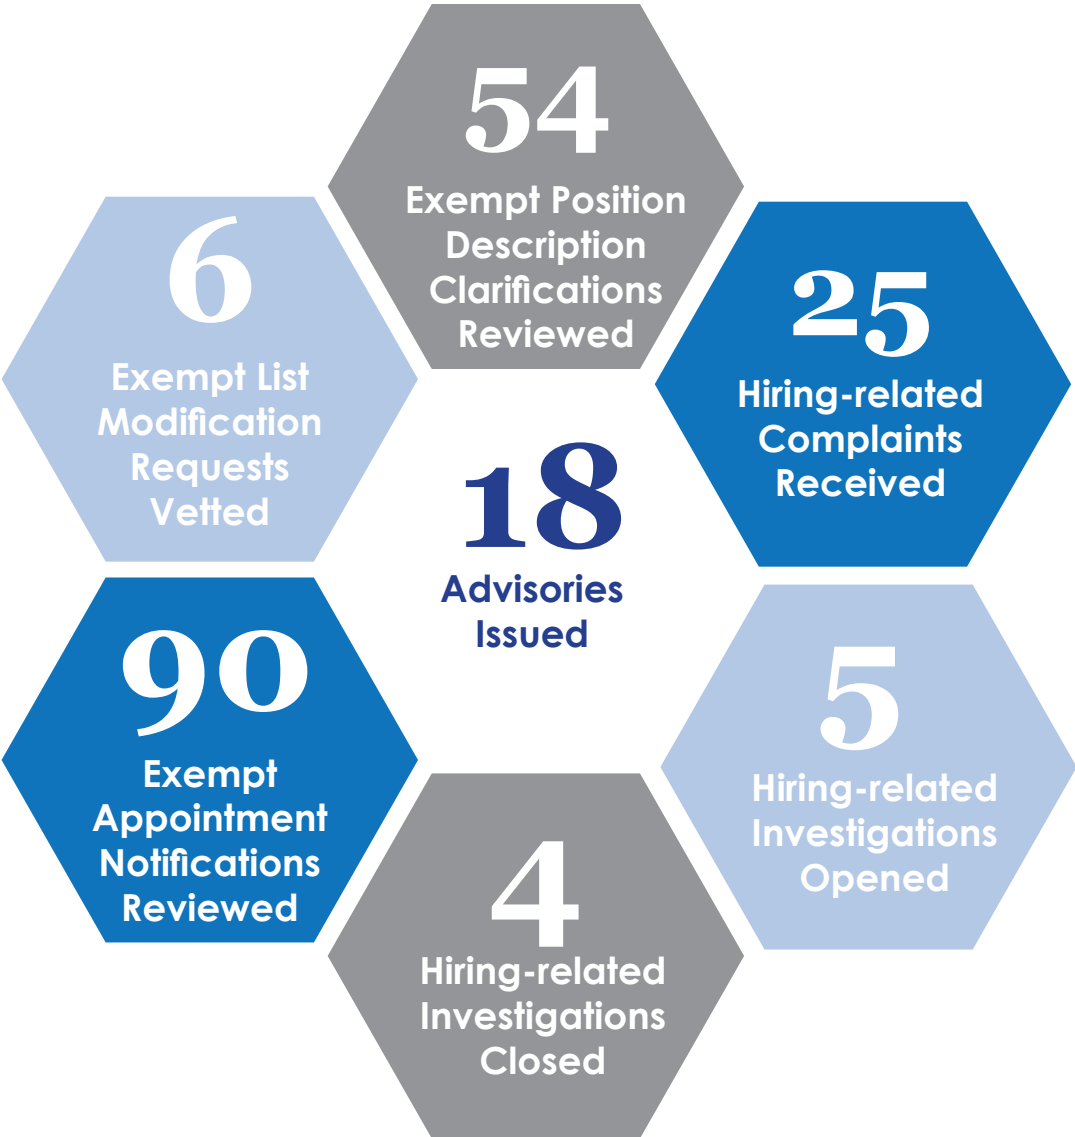 54
Exempt Position
Description
Clarifications
Reviewed
6
Exempt List
Modification
Requests
Vetted
25
Hiring-related
Complaints
Received
18
Advisories
Issued
90
Exempt
Appointment
Notifications
Reviewed
5
Hiring-related
Investigations
Opened
4
Hiring-related
Investigations
Closed